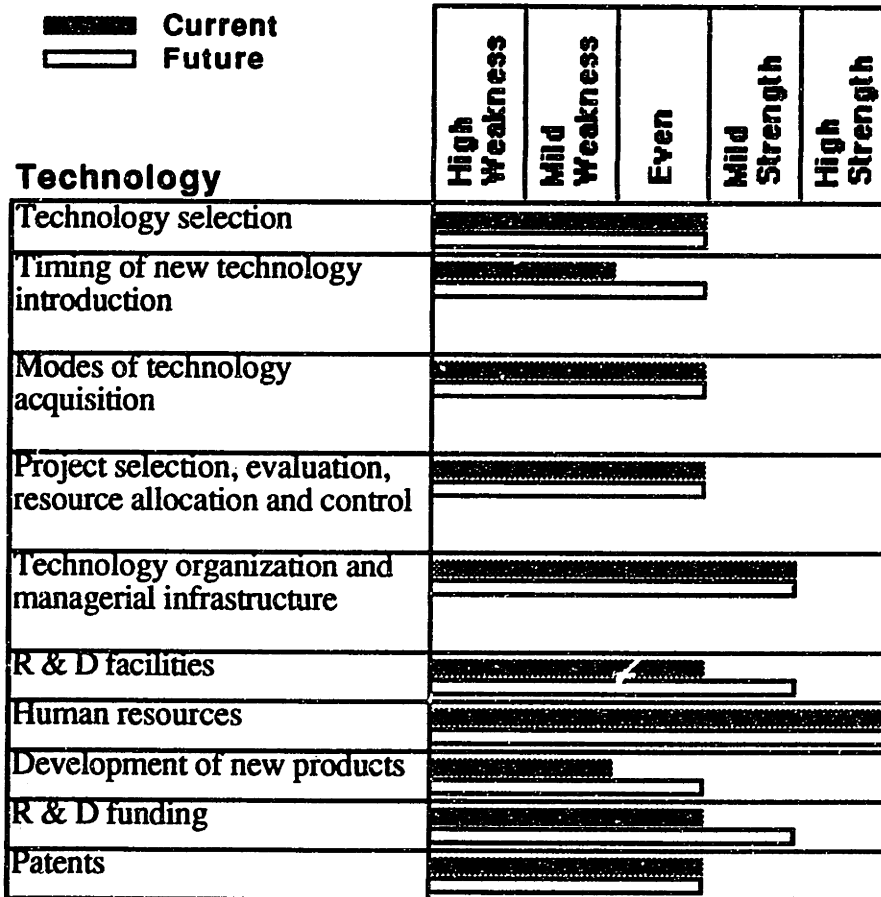 Current
Future
High
Weakness
Mild
Weakness
Even
Mild
Strength
High
Strength
Technology
Technology selection
Timing of new technology
introduction
Modes of technology
acquisition
Project selection, evaluation,
resource allocation and control
Technology organization and
managerial infrastructure
R & D facilities
Human resources
Development of new products
R & D funding
Patents